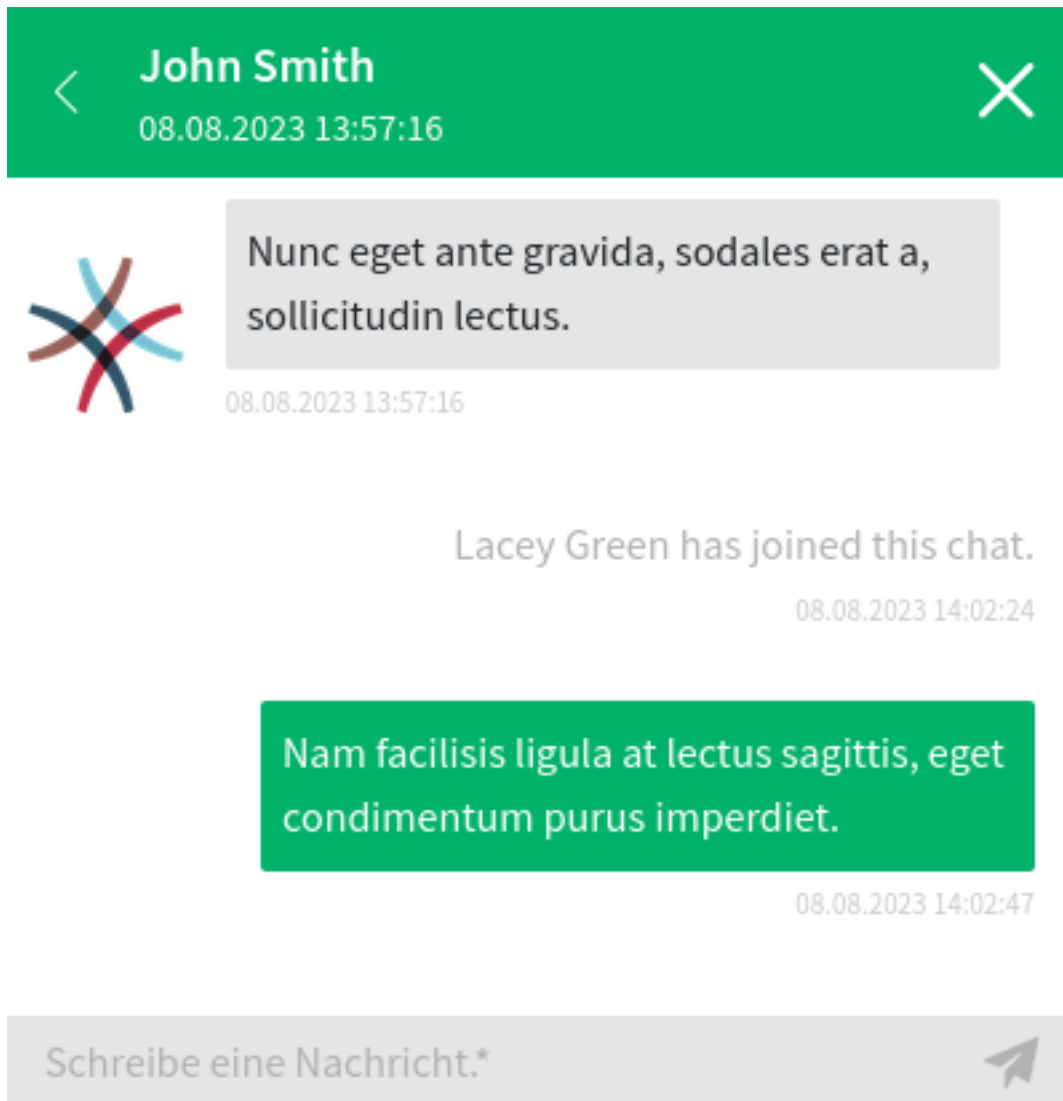 John Smith
08.08.2023 13:57:16
Nunc eget ante gravida, sodales erat a,
sollicitudin lectus.
08.08.2023 13:57:16
Lacey Green has joined this chat.
08.08.2023 14:02:24
Nam facilisis ligula at lectus sagittis, eget
condimentum purus imperdiet.
08.08.2023 14:02:47
Schreibe eine Nachricht.*